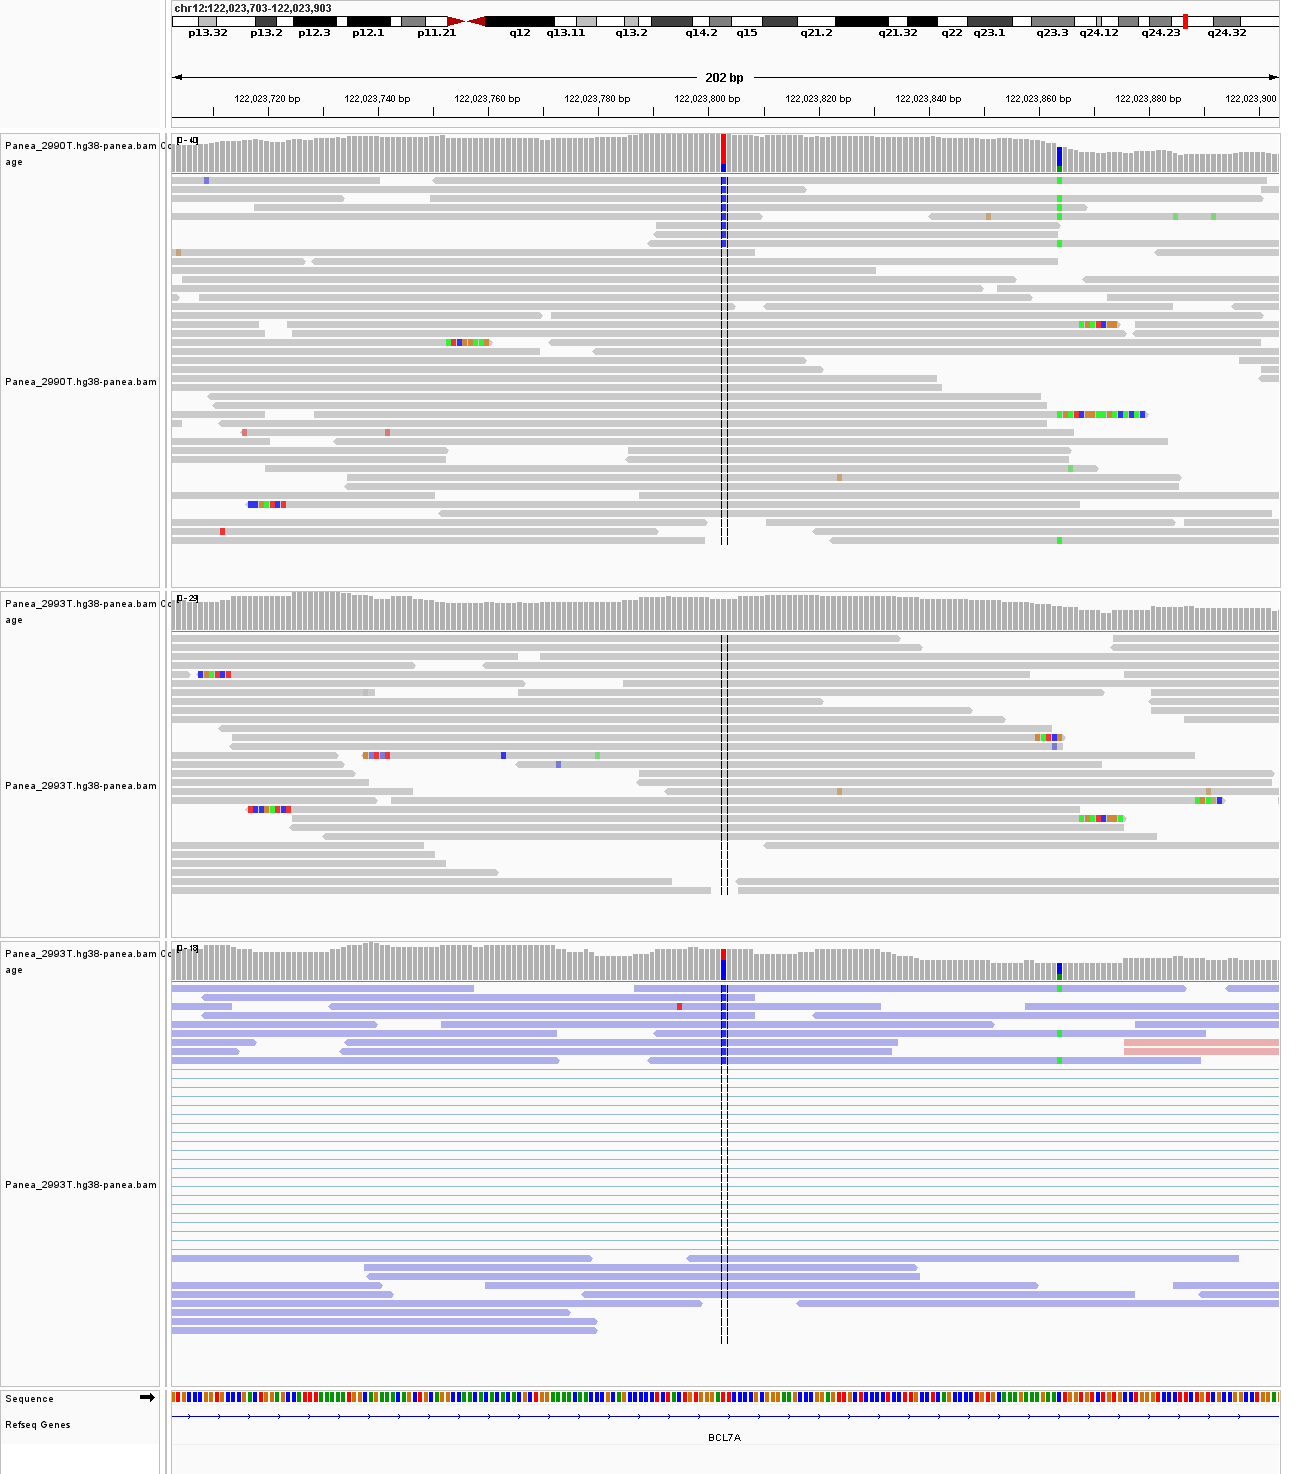 chr12:122,023,703-122,023,903
p13.32 p13.2 p12.3 p12.1 p11.21 q12 q13.11 q13.2 q14.2 q15 q21.2 q21.32 q22 q23.1 q23.3 q24.12 q24.23 q24.32
202 bp
122,023,720 bp 122,023,740 bp 122,023,760 bp 122,023,780 bp 122,023,800 bp 122,023,820 bp 122,023,840 bp 122,023,860 bp 122,023,880 bp 122,023,900
Panea_2990T.hg38-panea.bam Co
[0 - 40]
age
Panea_2990T.hg38-panea.bam
Panea_2993T.hg38-panea.bam Co
[0 - 29]
age
Panea_2993T.hg38-panea.bam
Panea_2993T.hg38-panea.bam Co
[0 - 18]
age
Panea_2993T.hg38-panea.bam
Sequence
Refseq Genes
BCL7A